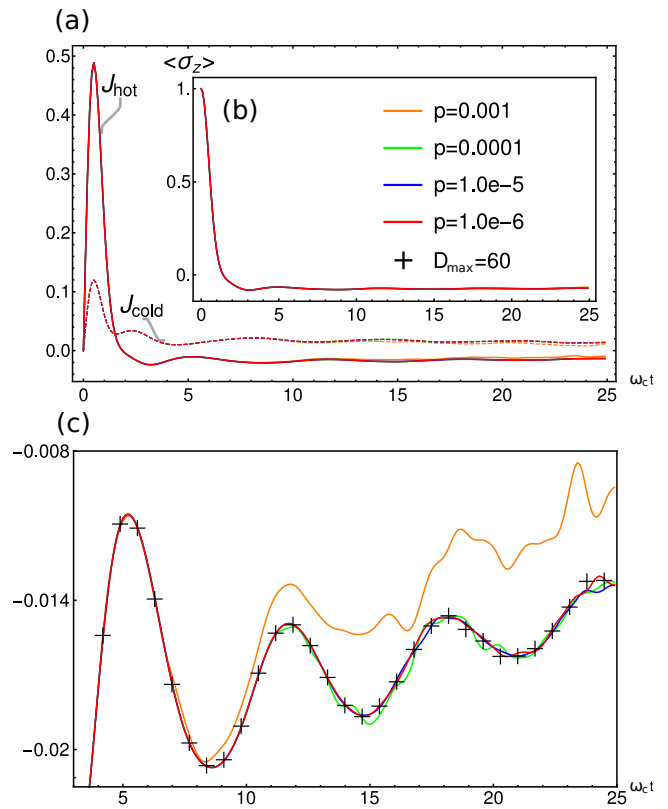 (a)
0.5
0.4
0.3
0.2
0.1
0.0
J_hot
J_cold
0 5 10 15 20 25
ω_c t
<σ_z>
(b)
1.
0.5
0.
0 5 10 15 20 25
p=0.001
p=0.0001
p=1.0e-5
p=1.0e-6
D_max=60
(c)
−0.008
−0.014
−0.02
5 10 15 20 25
ω_c t